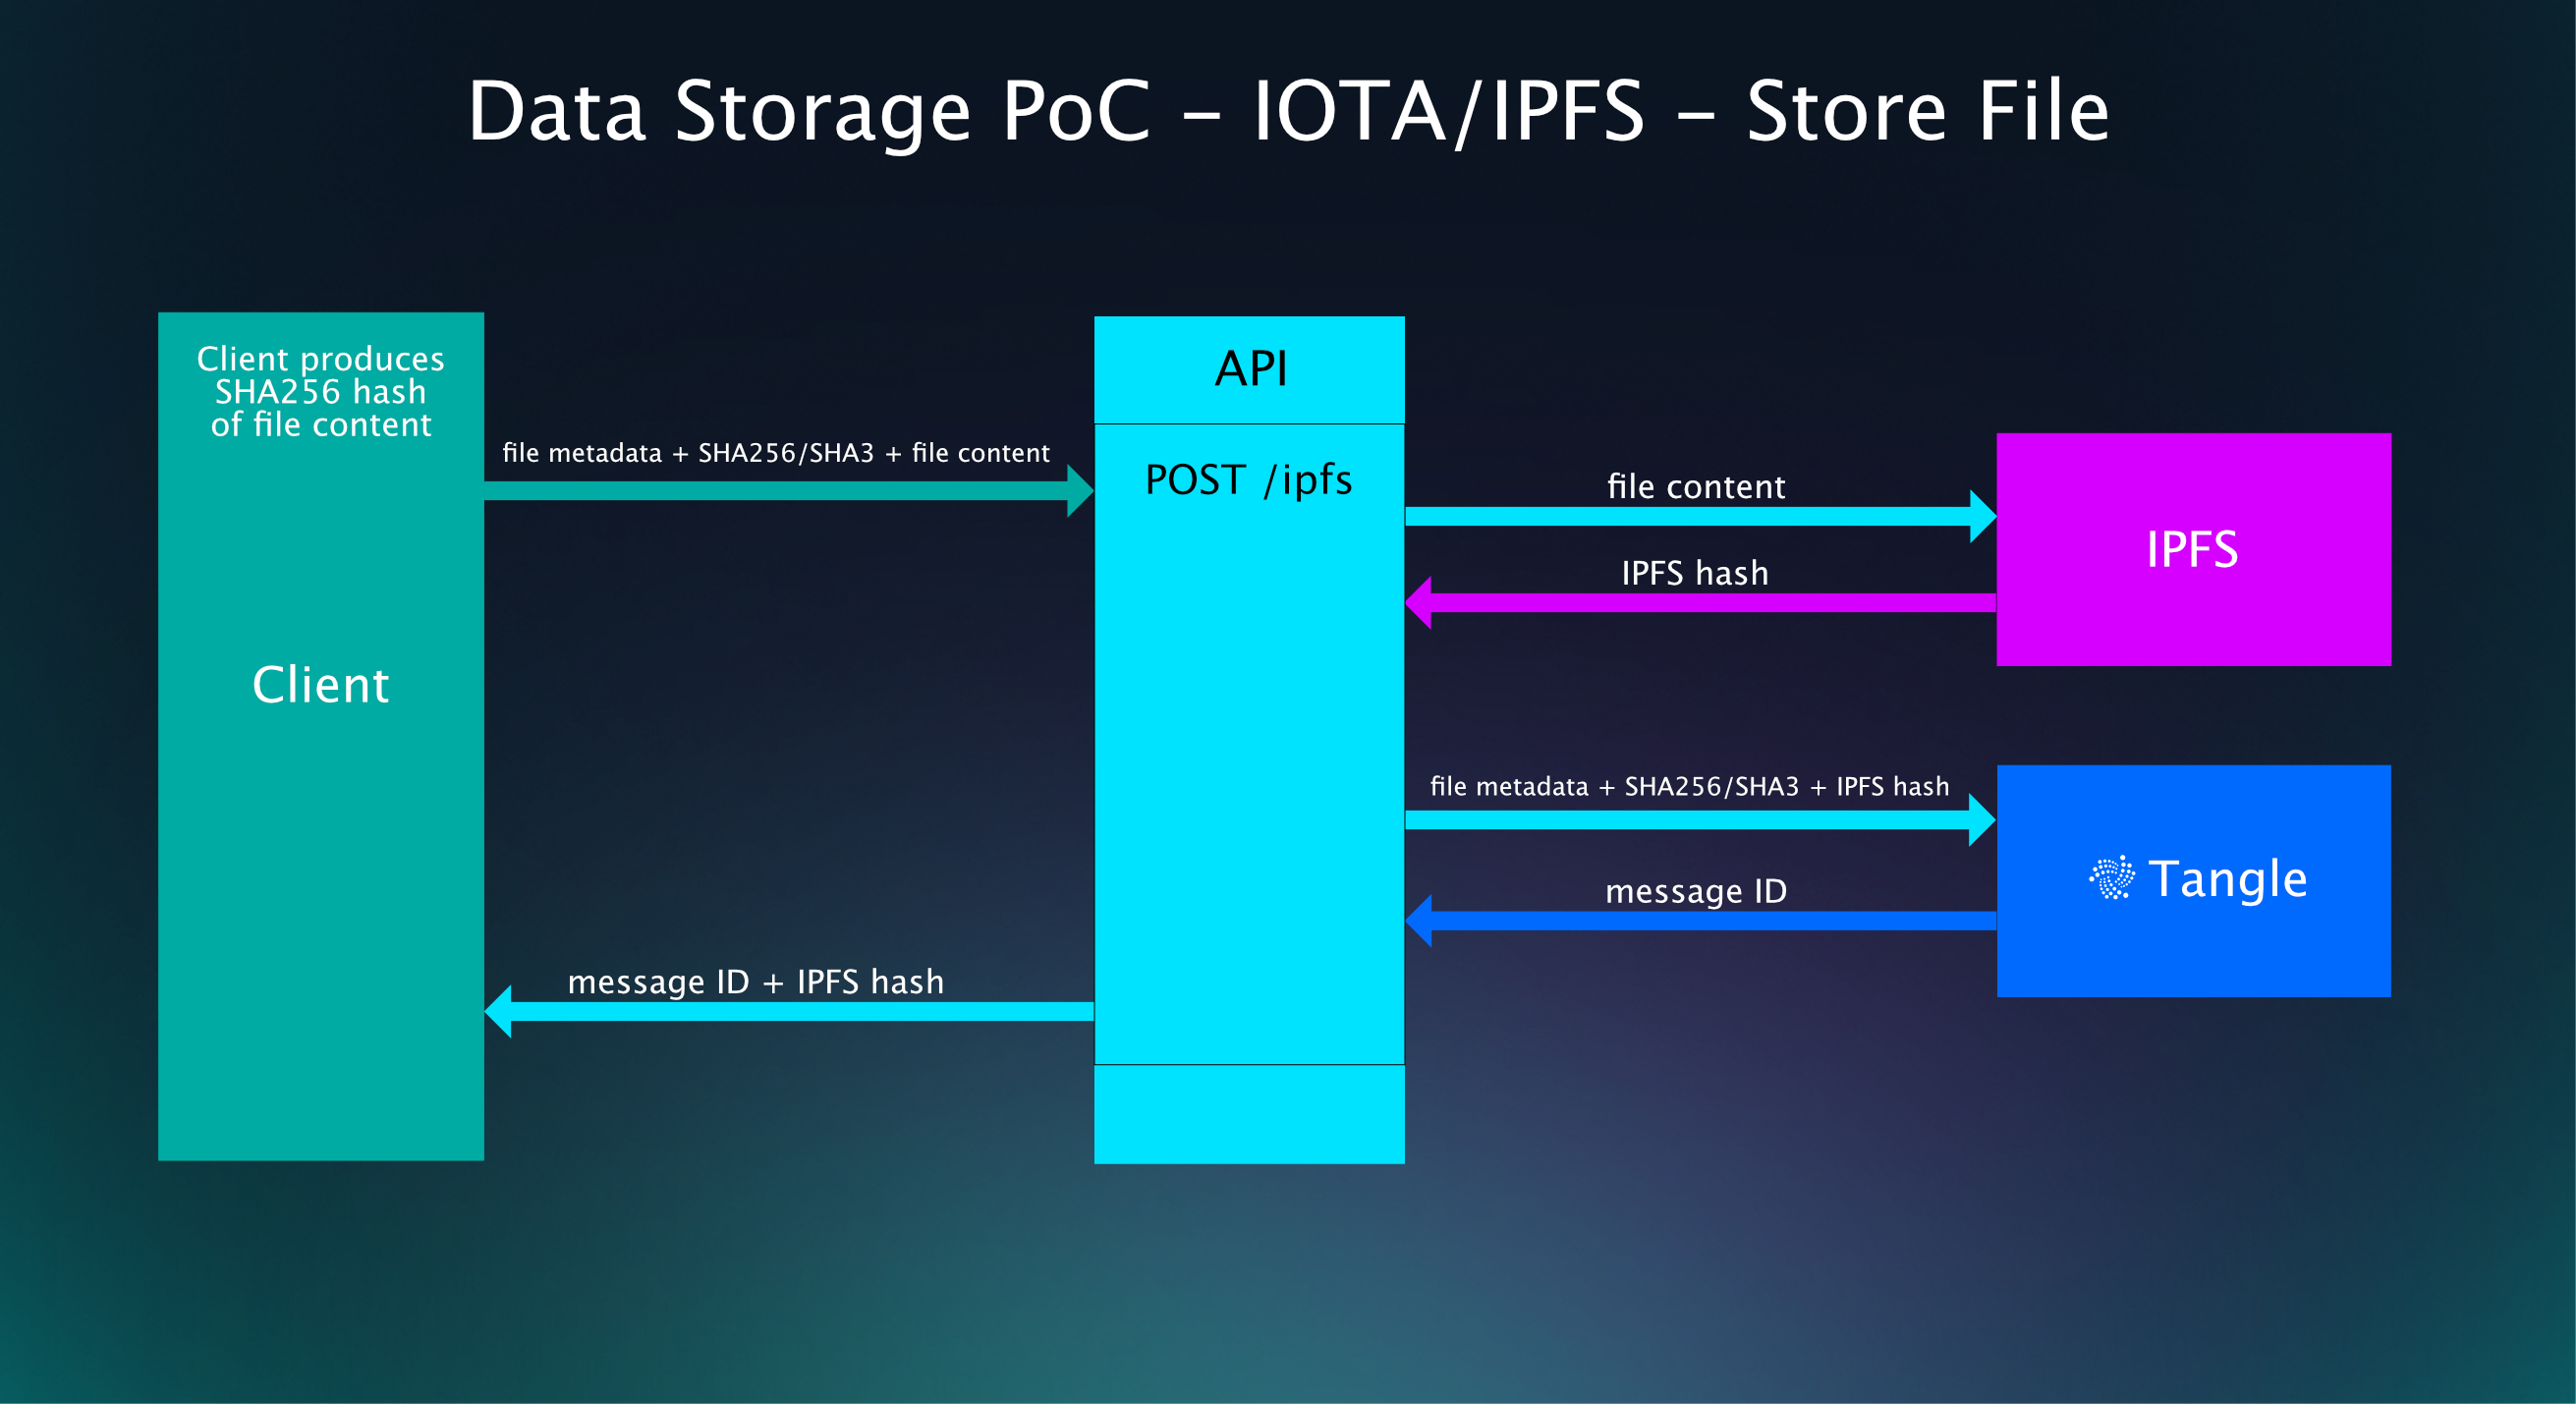 Data Storage PoC – IOTA/IPFS – Store File
Client produces
SHA256 hash
of file content
Client
file metadata + SHA256/SHA3 + file content
API
POST /ipfs
file content
IPFS hash
IPFS
file metadata + SHA256/SHA3 + IPFS hash
message ID
Tangle
message ID + IPFS hash